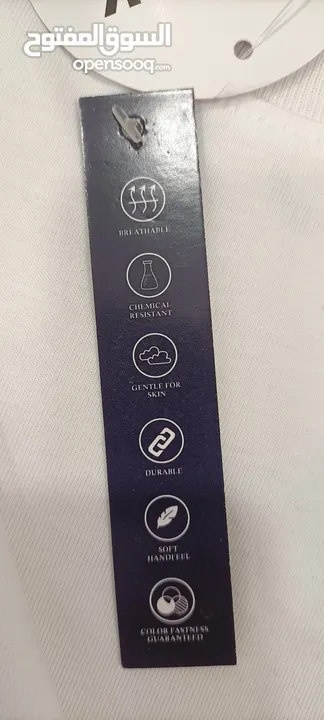 السوق المفتوح
opensooq.com
BREATHABLE
CHEMICAL
RESISTANT
GENTLE FOR
SKIN
DURABLE
SOFT
HANDFEEL
COLOR FASTNESS
GUARANTEED